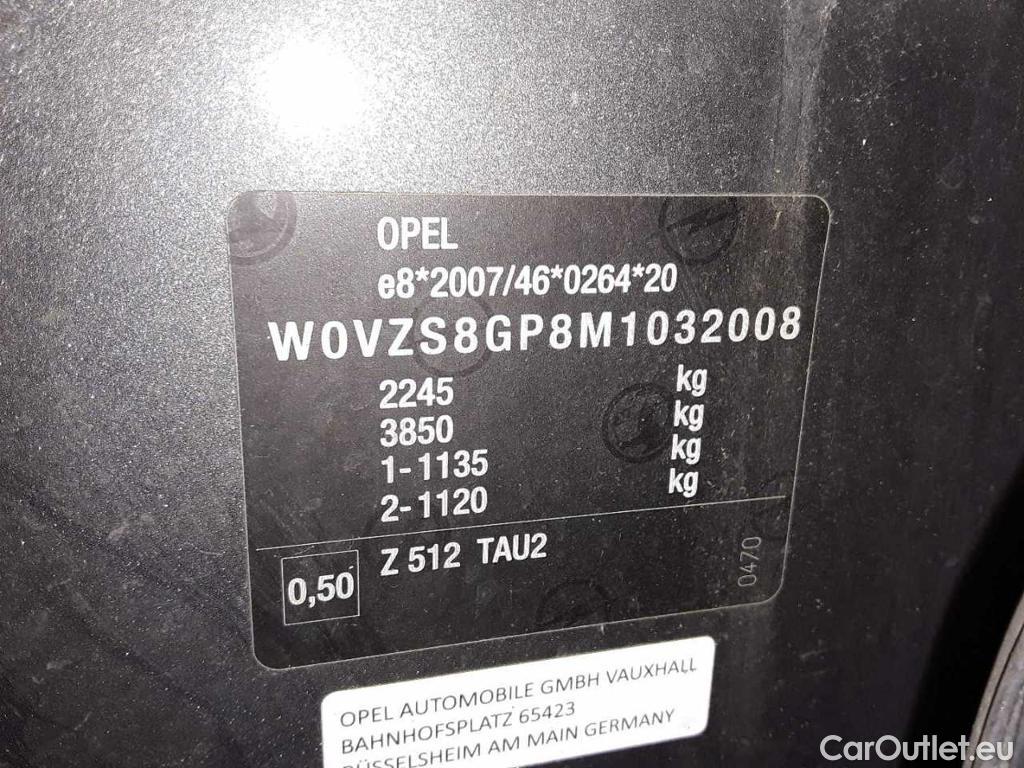 OPEL
e8*2007/46*0264*20
W0VZS8GP8M1032008
2245 kg
3850 kg
1-1135 kg
2-1120 kg
0,50 Z 512 TAU2
0470
OPEL AUTOMOBILE GMBH VAUXHALL
BAHNHOFSPLATZ 65423
RÜSSELSHEIM AM MAIN GERMANY
CarOutlet.eu